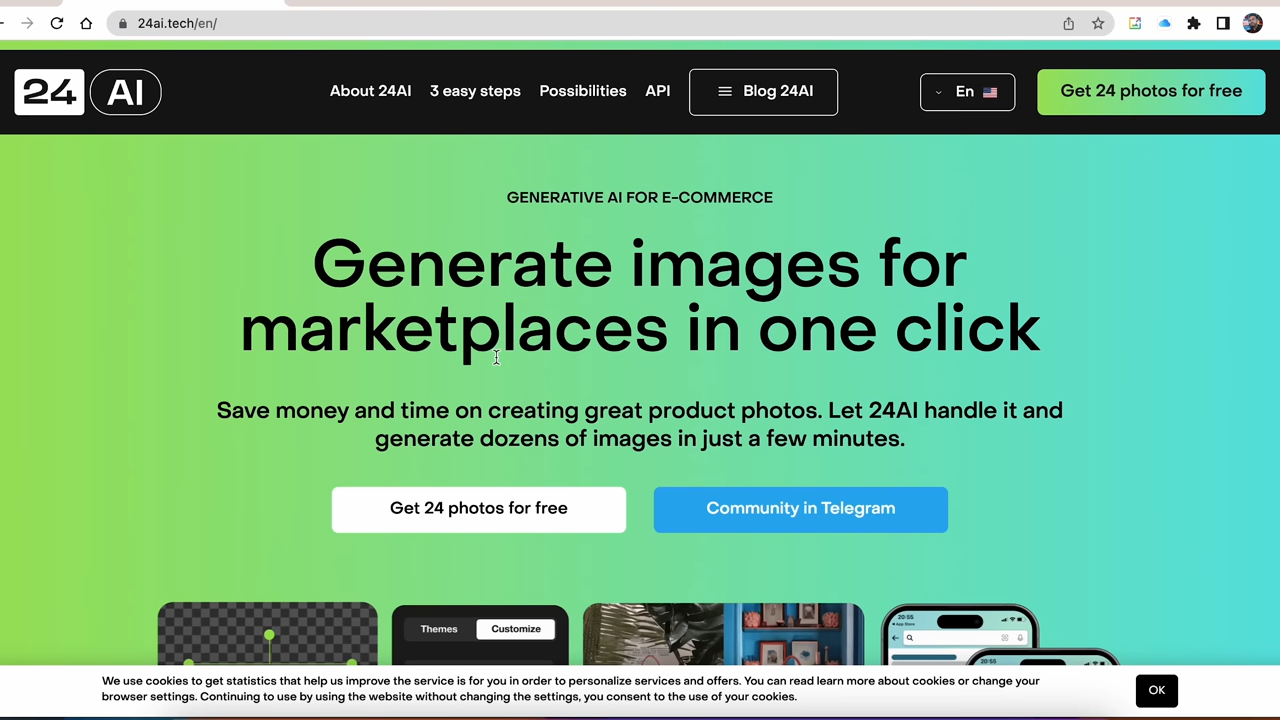 24ai.tech/en/
24 AI
About 24AI
3 easy steps
Possibilities
API
Blog 24AI
En
Get 24 photos for free
GENERATIVE AI FOR E-COMMERCE
Generate images for
marketplaces in one click
Save money and time on creating great product photos. Let 24AI handle it and
generate dozens of images in just a few minutes.
Get 24 photos for free
Community in Telegram
Themes
Customize
20:55
App Store
20:55
We use cookies to get statistics that help us improve the service is for you in order to personalize services and offers. You can read learn more about cookies or change your
browser settings. Continuing to use by using the website without changing the settings, you consent to the use of your cookies.
OK